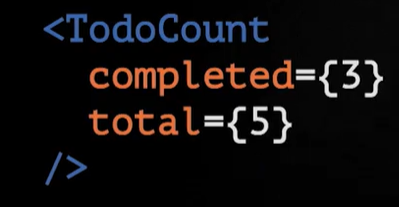 <TodoCount
  completed={3}
  total={5}
/>